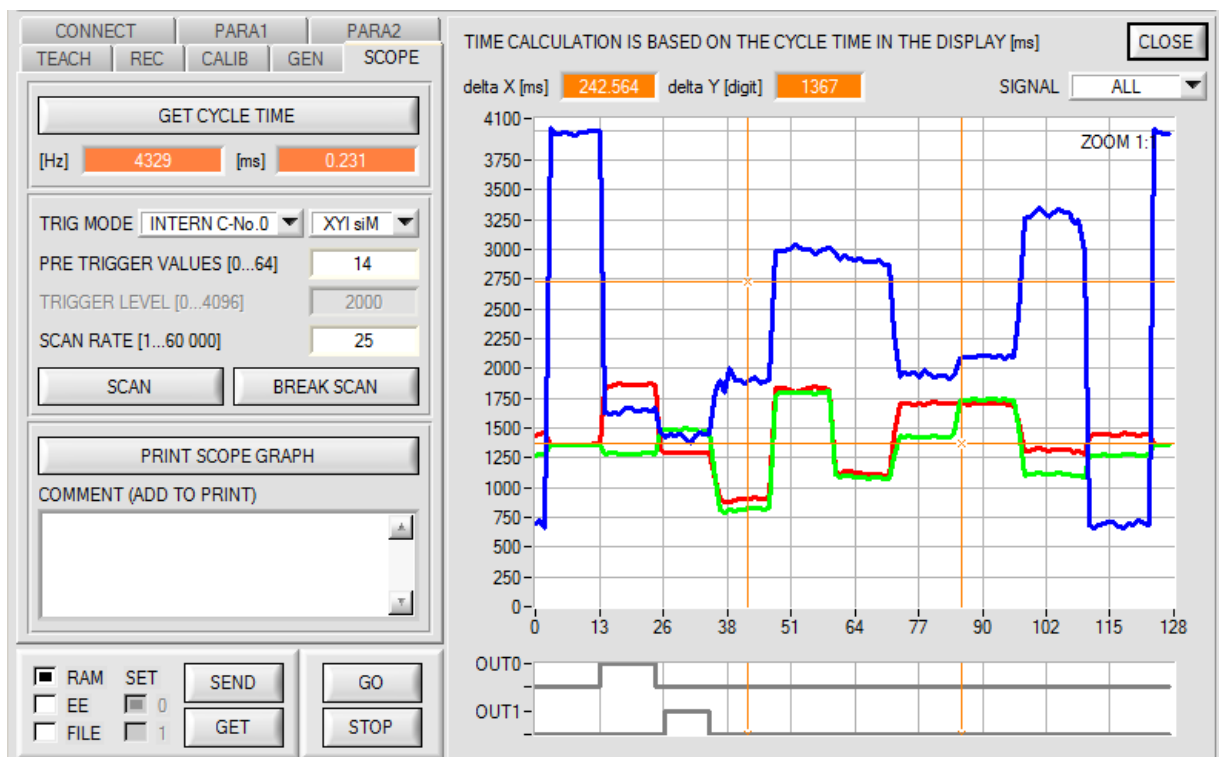 CONNECT PARA1 PARA2
TEACH REC CALIB GEN SCOPE
GET CYCLE TIME
[Hz] 4329 [ms] 0.231
TRIG MODE INTERN C-No.0 XYI siM
PRE TRIGGER VALUES [0...64] 14
TRIGGER LEVEL [0...4096] 2000
SCAN RATE [1...60 000] 25
SCAN BREAK SCAN
PRINT SCOPE GRAPH
COMMENT (ADD TO PRINT)
RAM SET SEND GO
EE 0
FILE 1 GET STOP
TIME CALCULATION IS BASED ON THE CYCLE TIME IN THE DISPLAY [ms] CLOSE
delta X [ms] 242.564 delta Y [digit] 1367 SIGNAL ALL
ZOOM 1:1
4100
3750
3500
3250
3000
2750
2500
2250
2000
1750
1500
1250
1000
750
500
250
0
0 13 26 38 51 64 77 90 102 115 128
OUT0
OUT1